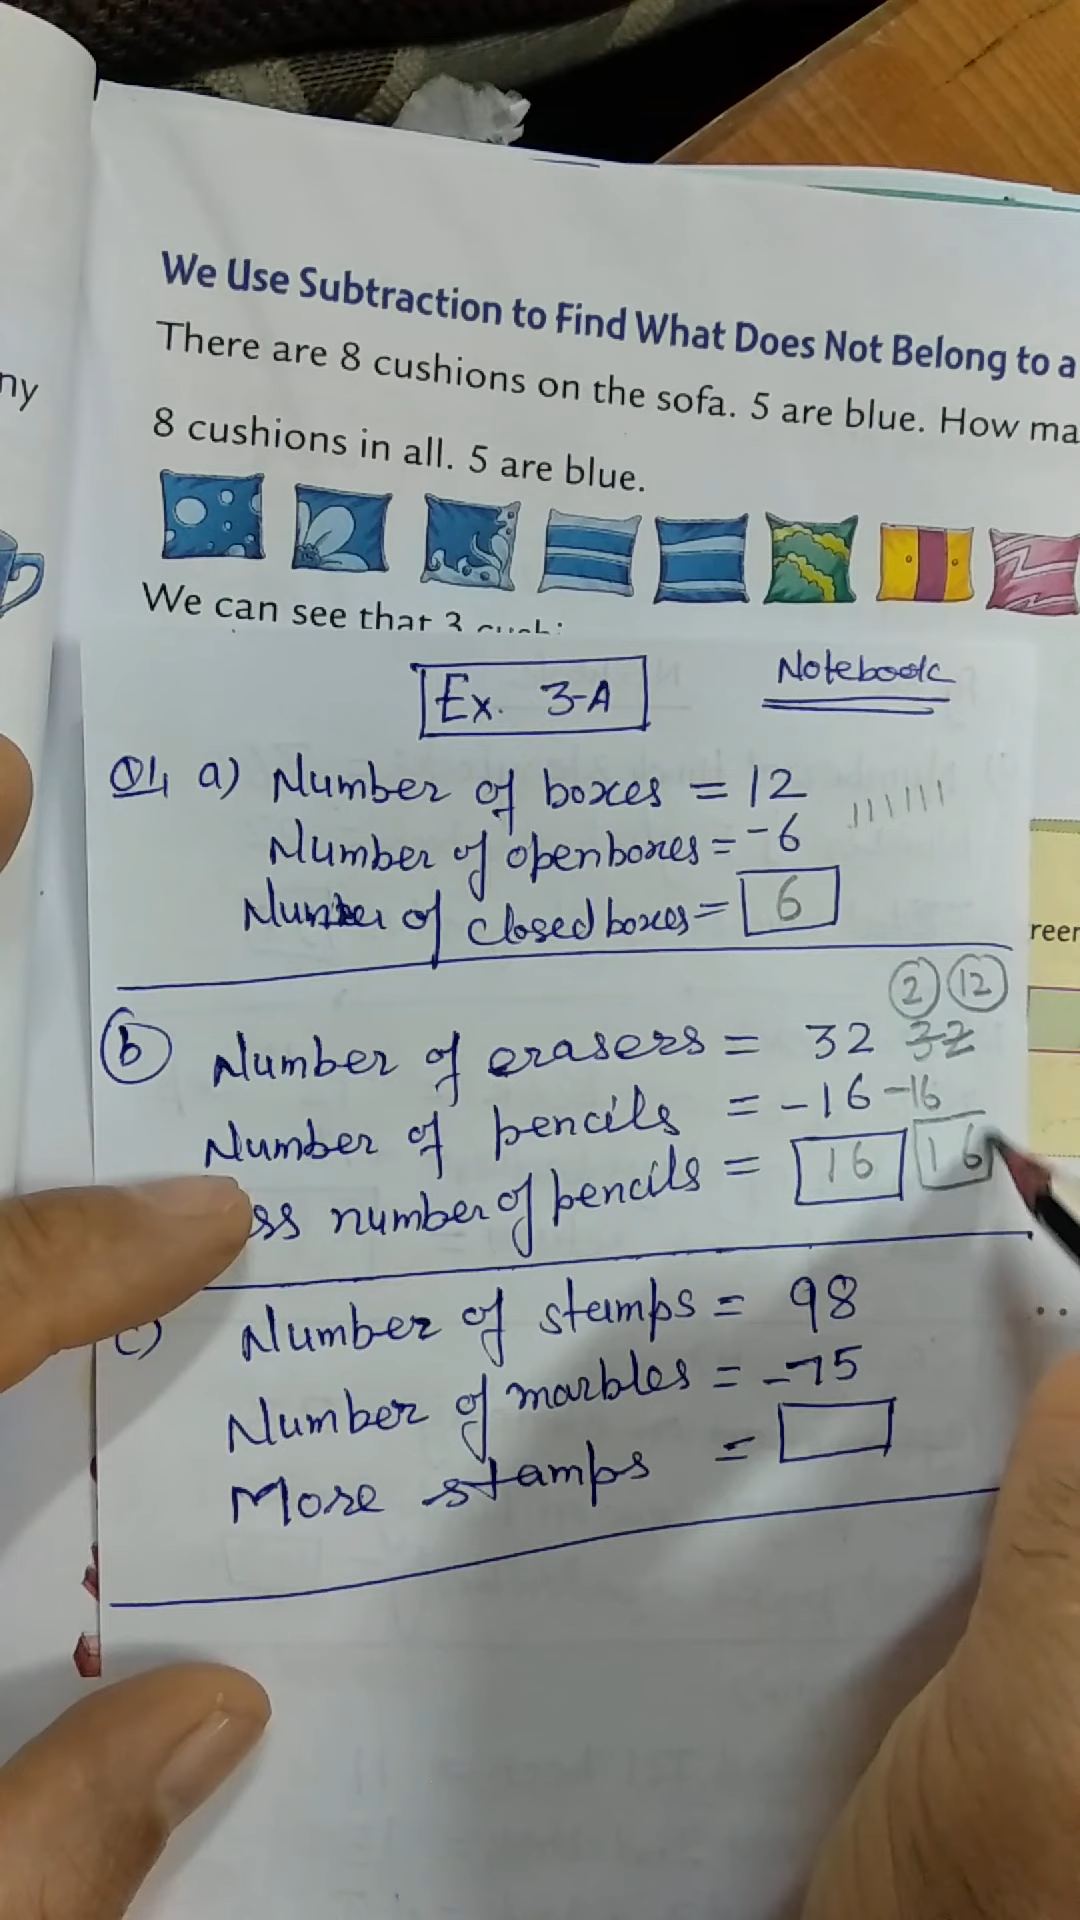 ny
We Use Subtraction to Find What Does Not Belong to a
There are 8 cushions on the sofa. 5 are blue. How ma
8 cushions in all. 5 are blue.
We can see that 3
Ex. 3-A
Notebook
Q1, a) Number of boxes = 12
Number of open boxes = -6
Number of closed boxes = 6
reen
2 12
b Number of erasers = 32 32
Number of pencils = -16 -16
ss number of pencils = 16 16
c) Number of stamps = 98
Number of marbles = -75
More stamps =